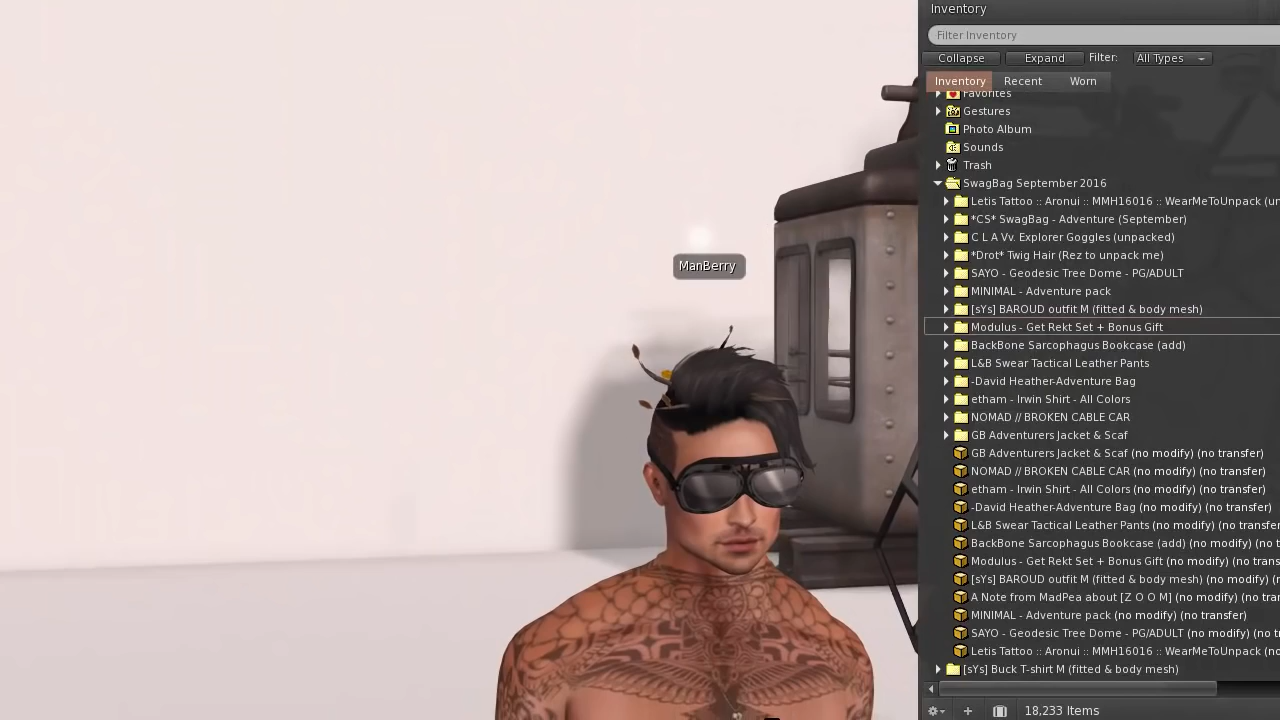 Inventory
Filter Inventory
Collapse Expand Filter: All Types
Inventory Recent Worn
Favorites
Gestures
Photo Album
Sounds
Trash
SwagBag September 2016
Letis Tattoo :: Aronui :: MMH16016 :: WearMeToUnpack (un
*CS* SwagBag - Adventure (September)
C L A Vv. Explorer Goggles (unpacked)
*Drot* Twig Hair (Rez to unpack me)
SAYO - Geodesic Tree Dome - PG/ADULT
MINIMAL - Adventure pack
[sYs] BAROUD outfit M (fitted & body mesh)
Modulus - Get Rekt Set + Bonus Gift
BackBone Sarcophagus Bookcase (add)
L&B Swear Tactical Leather Pants
-David Heather-Adventure Bag
etham - Irwin Shirt - All Colors
NOMAD // BROKEN CABLE CAR
GB Adventurers Jacket & Scaf
GB Adventurers Jacket & Scaf (no modify) (no transfer)
NOMAD // BROKEN CABLE CAR (no modify) (no transfer)
etham - Irwin Shirt - All Colors (no modify) (no transfer)
-David Heather-Adventure Bag (no modify) (no transfer)
L&B Swear Tactical Leather Pants (no modify) (no transfer
BackBone Sarcophagus Bookcase (add) (no modify) (no t
Modulus - Get Rekt Set + Bonus Gift (no modify) (no trans
[sYs] BAROUD outfit M (fitted & body mesh) (no modify) (n
A Note from MadPea about [Z O O M] (no modify) (no transf
MINIMAL - Adventure pack (no modify) (no transfer)
SAYO - Geodesic Tree Dome - PG/ADULT (no modify) (no t
Letis Tattoo :: Aronui :: MMH16016 :: WearMeToUnpack (no
[sYs] Buck T-shirt M (fitted & body mesh)
18,233 Items
ManBerry